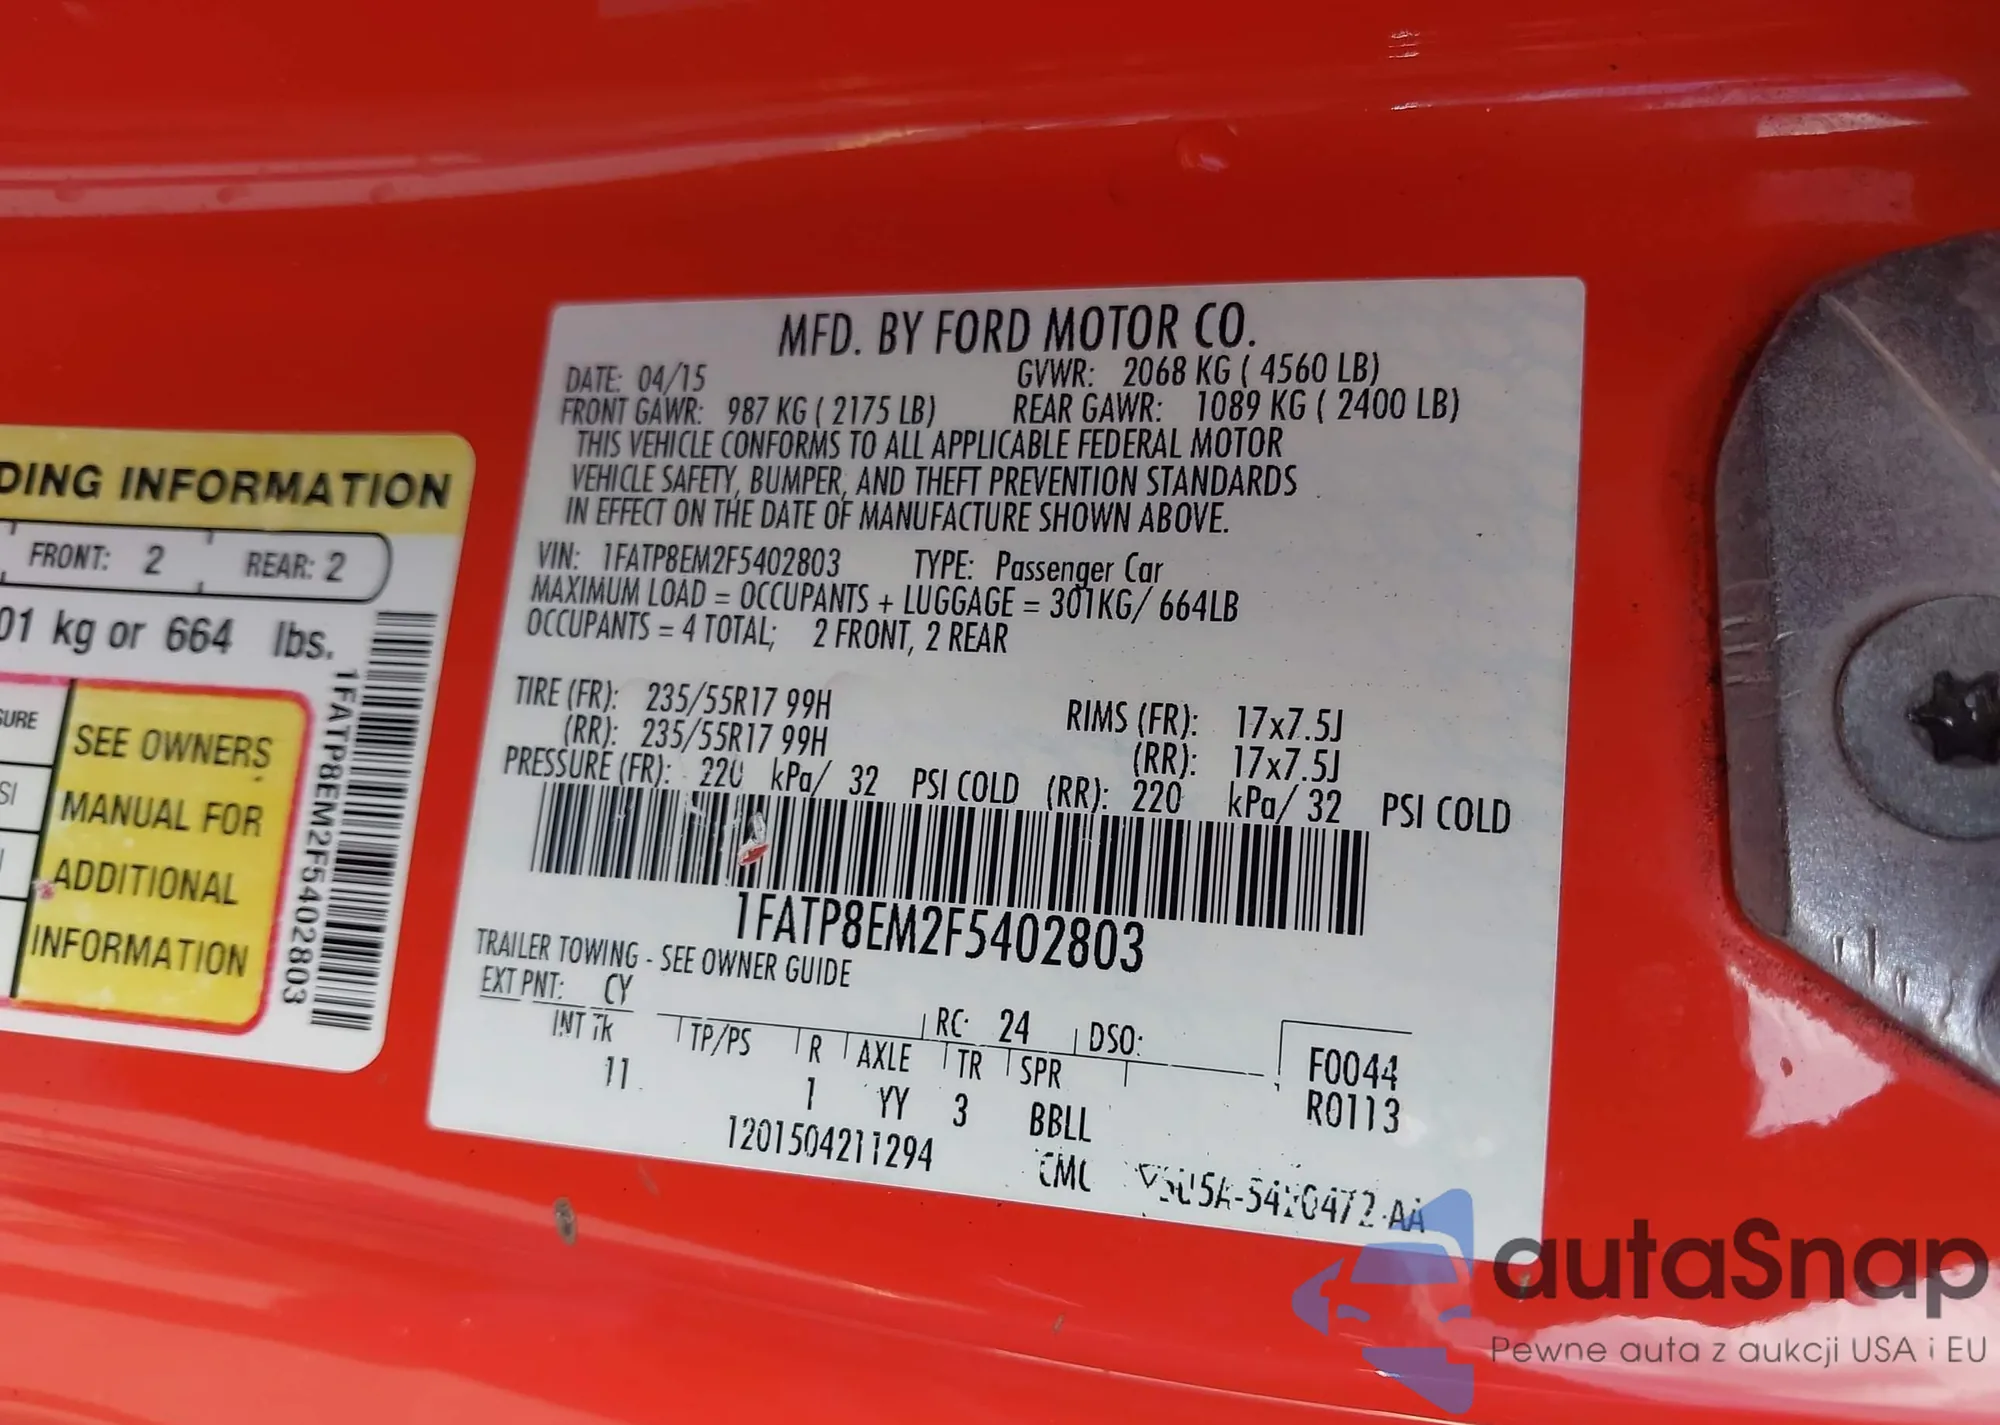 DING INFORMATION
FRONT: 2 REAR: 2
01 kg or 664 lbs.
SURE
SI
SEE OWNERS
MANUAL FOR
ADDITIONAL
INFORMATION
1FATP8EM2F5402803
MFD. BY FORD MOTOR CO.
DATE: 04/15 GVWR: 2068 KG ( 4560 LB)
FRONT GAWR: 987 KG ( 2175 LB) REAR GAWR: 1089 KG ( 2400 LB)
THIS VEHICLE CONFORMS TO ALL APPLICABLE FEDERAL MOTOR
VEHICLE SAFETY, BUMPER, AND THEFT PREVENTION STANDARDS
IN EFFECT ON THE DATE OF MANUFACTURE SHOWN ABOVE.
VIN: 1FATP8EM2F5402803 TYPE: Passenger Car
MAXIMUM LOAD = OCCUPANTS + LUGGAGE = 301KG/ 664LB
OCCUPANTS = 4 TOTAL; 2 FRONT, 2 REAR
TIRE (FR): 235/55R17 99H RIMS (FR): 17x7.5J
(RR): 235/55R17 99H (RR): 17x7.5J
PRESSURE (FR): 220 kPa/ 32 PSI COLD (RR): 220 kPa/ 32 PSI COLD
1FATP8EM2F5402803
TRAILER TOWING - SEE OWNER GUIDE
EXT PNT: CY RC: 24 DSO:
INT TR TP/PS R AXLE TR SPR F0044
11 1 YY 3 BBLL R0113
1201504211294
autaSnap
Pewne auta z aukcji USA i EU